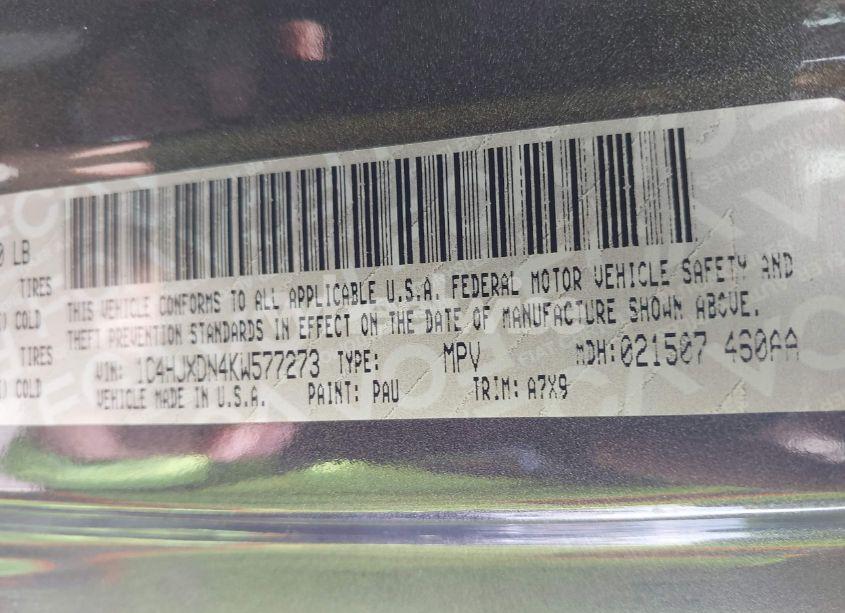 0 LB
TIRES
COLD
TIRES
COLD
THIS VEHICLE CONFORMS TO ALL APPLICABLE U.S.A. FEDERAL MOTOR VEHICLE SAFETY AND
THEFT PREVENTION STANDARDS IN EFFECT ON THE DATE OF MANUFACTURE SHOWN ABOVE.
VIN: 1C4HJXDN4KW577273 TYPE: MPV MDH:021507 4S0AA
VEHICLE MADE IN U.S.A. PAINT: PAU TRIM: A7X9